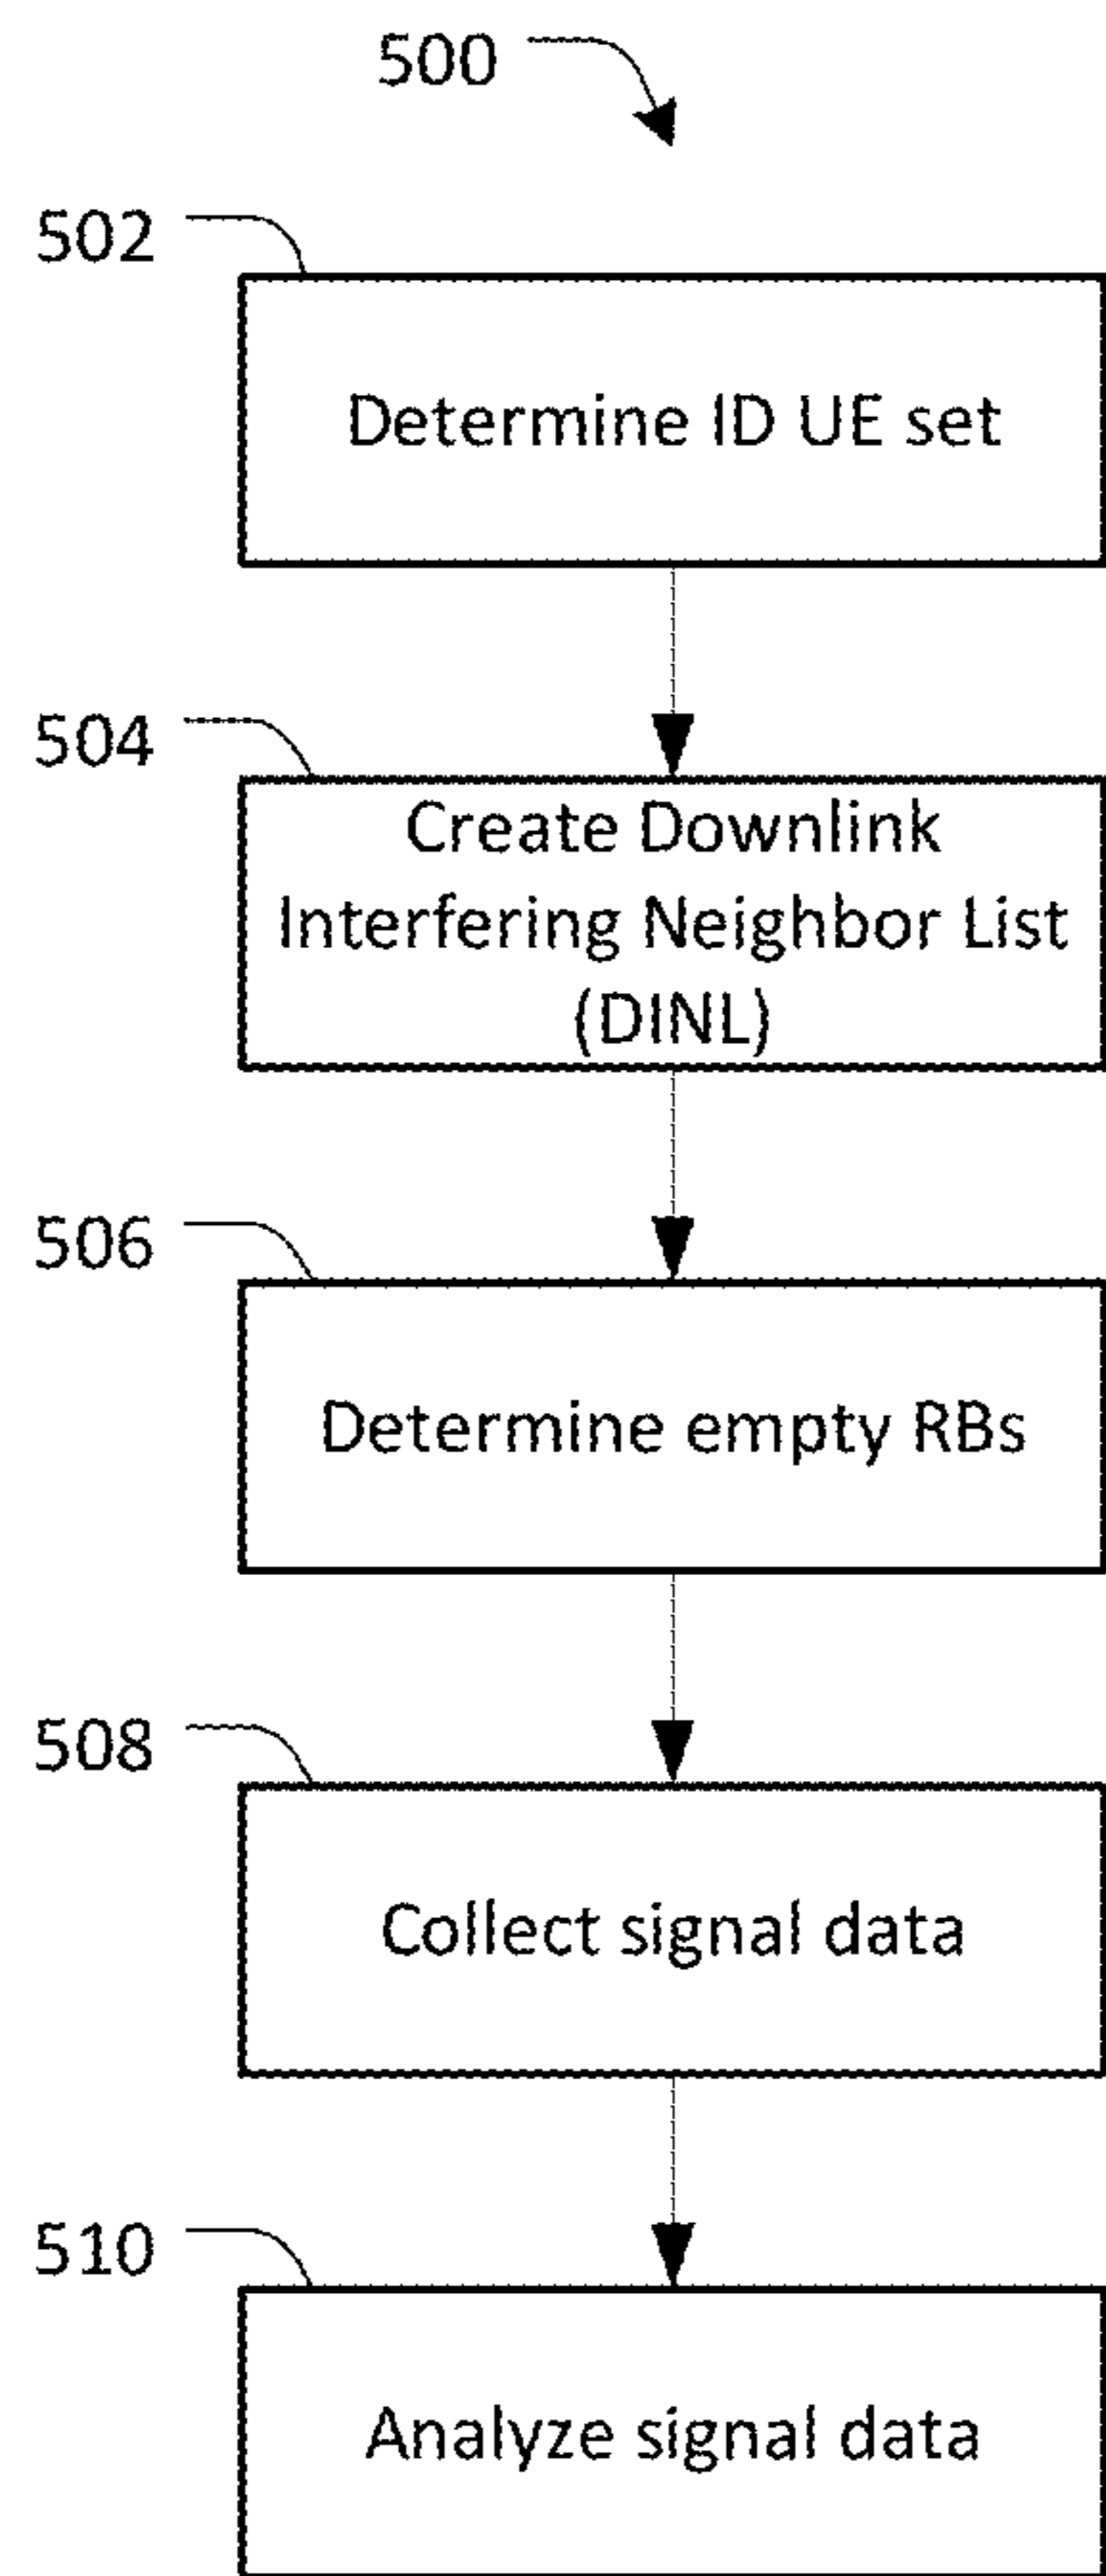 500
502
Determine ID UE set
504
Create Downlink
Interfering Neighbor List
(DINL)
506
Determine empty RBs
508
Collect signal data
510
Analyze signal data